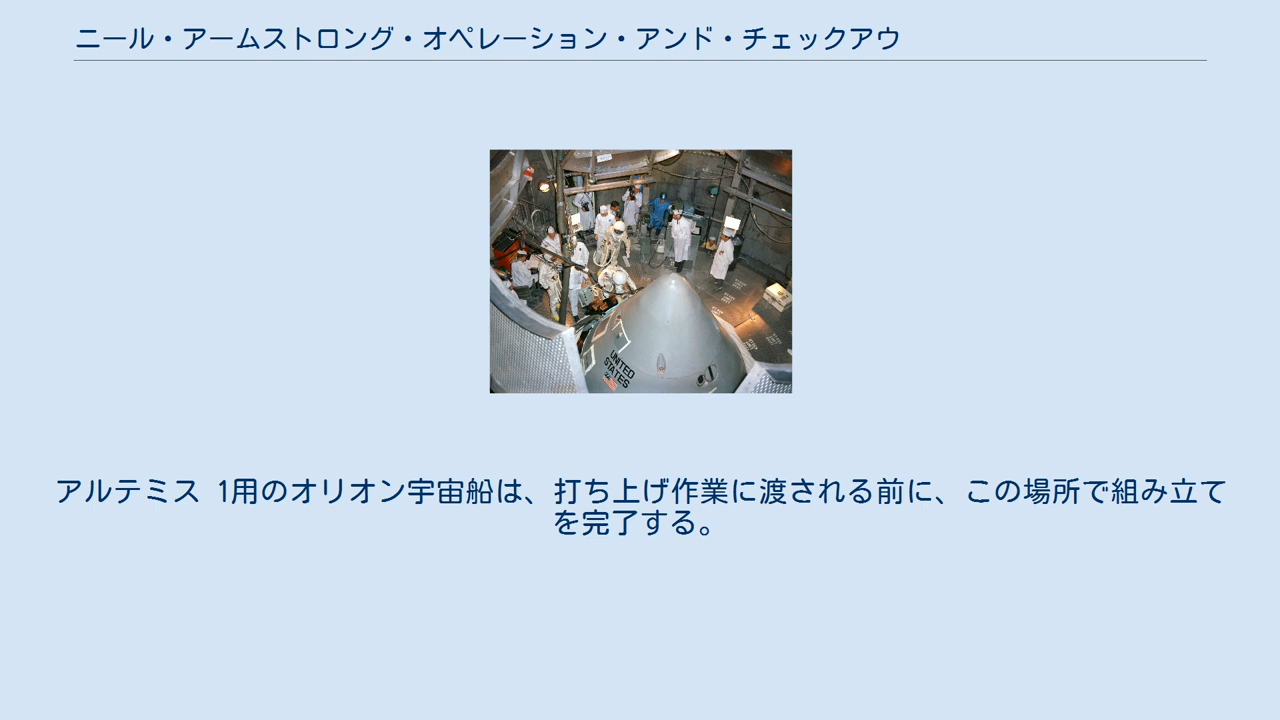 ニール・アームストロング・オペレーション・アンド・チェックアウ
UNITED
STATES
アルテミス 1用のオリオン宇宙船は、打ち上げ作業に渡される前に、この場所で組み立て
を完了する。